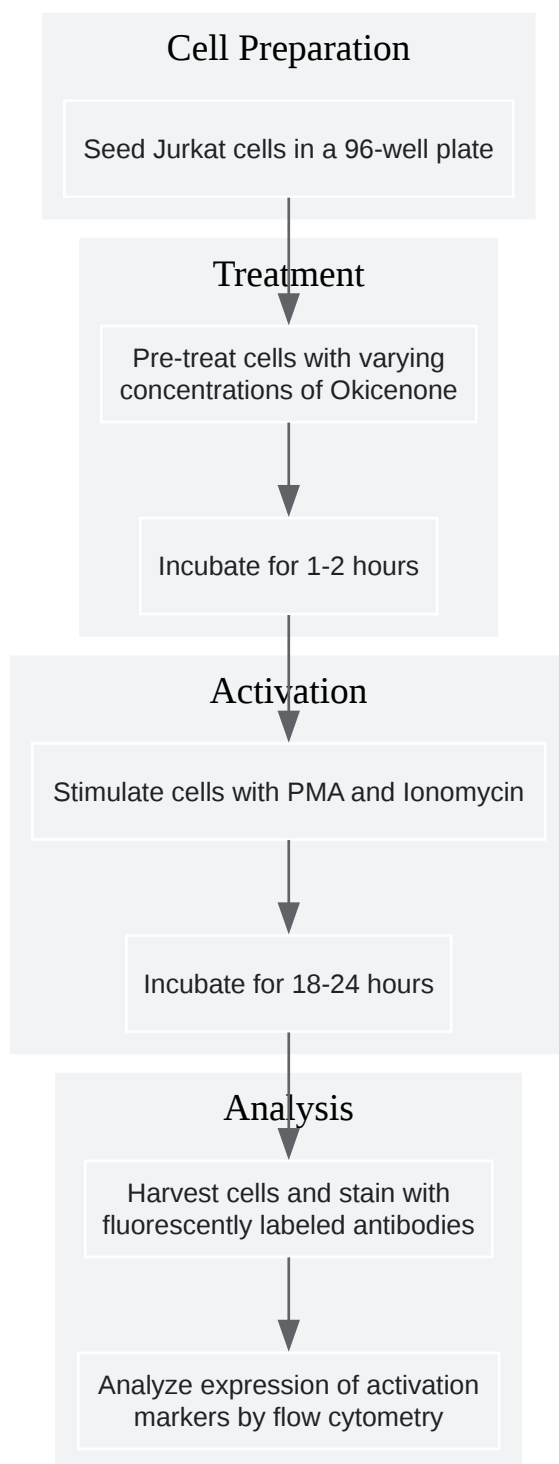 Cell Preparation
Seed Jurkat cells in a 96-well plate
Treatment
Pre-treat cells with varying
concentrations of Okicenone
Incubate for 1-2 hours
Activation
Stimulate cells with PMA and Ionomycin
Incubate for 18-24 hours
Analysis
Harvest cells and stain with
fluorescently labeled antibodies
Analyze expression of activation
markers by flow cytometry